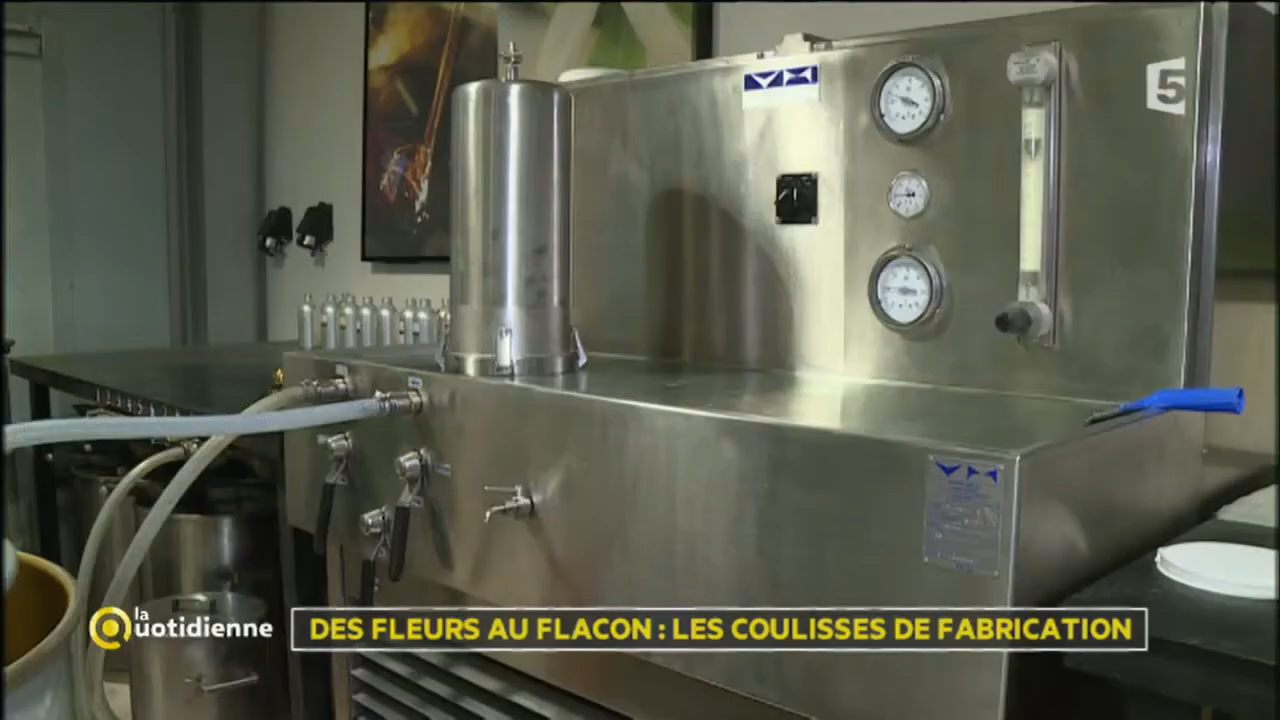 5
la
Quotidienne
DES FLEURS AU FLACON : LES COULISSES DE FABRICATION